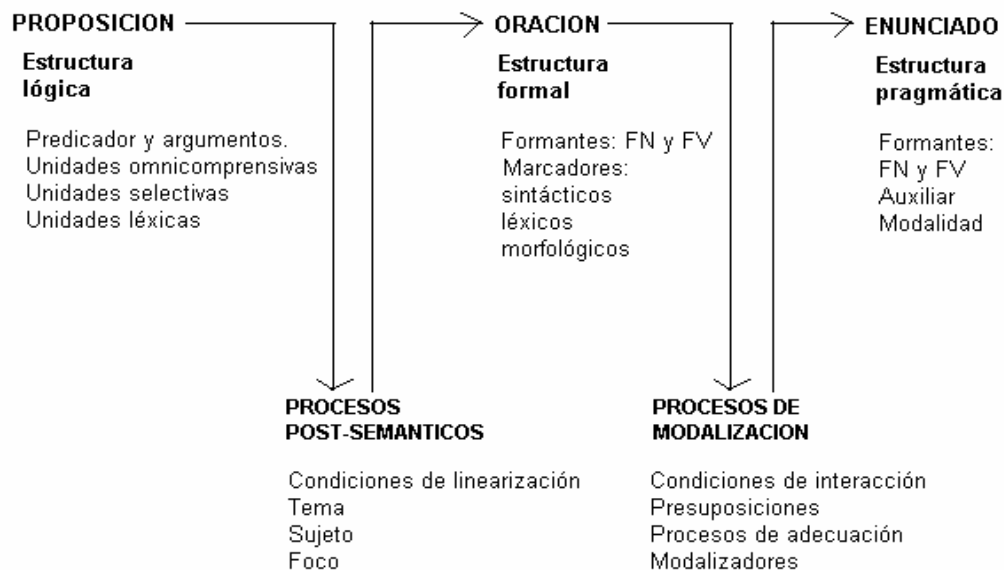 PROPOSICION
Estructura
lógica
Predicador y argumentos.
Unidades omnicomprensivas
Unidades selectivas
Unidades léxicas
PROCESOS
POST-SEMANTICOS
Condiciones de linearización
Tema
Sujeto
Foco
ORACION
Estructura
formal
Formantes: FN y FV
Marcadores:
sintácticos
léxicos
morfológicos
PROCESOS DE
MODALIZACION
Condiciones de interacción
Presuposiciones
Procesos de adecuación
Modalizadores
ENUNCIADO
Estructura
pragmática
Formantes:
FN y FV
Auxiliar
Modalidad